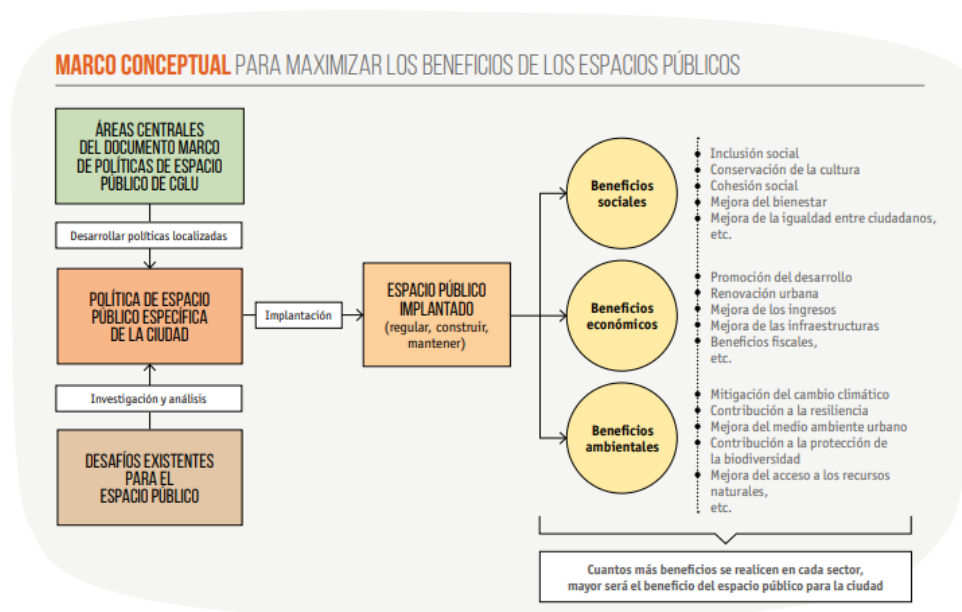 MARCO CONCEPTUAL PARA MAXIMIZAR LOS BENEFICIOS DE LOS ESPACIOS PÚBLICOS
ÁREAS CENTRALES
DEL DOCUMENTO MARCO
DE POLÍTICAS DE ESPACIO
PÚBLICO DE CGLU
Desarrollar políticas localizadas
POLÍTICA DE ESPACIO
PÚBLICO ESPECÍFICA
DE LA CIUDAD
Investigación y análisis
DESAFÍOS EXISTENTES
PARA EL
ESPACIO PÚBLICO
Implantación
ESPACIO PÚBLICO
IMPLANTADO
(regular, construir,
mantener)
Beneficios
sociales
Inclusión social
Conservación de la cultura
Cohesión social
Mejora del bienestar
Mejora de la igualdad entre ciudadanos,
etc.
Beneficios
económicos
Promoción del desarrollo
Renovación urbana
Mejora de los ingresos
Mejora de las infraestructuras
Beneficios fiscales,
etc.
Beneficios
ambientales
Mitigación del cambio climático
Contribución a la resiliencia
Mejora del medio ambiente urbano
Contribución a la protección de
la biodiversidad
Mejora del acceso a los recursos
naturales,
etc.
Cuantos más beneficios se realicen en cada sector,
mayor será el beneficio del espacio público para la ciudad